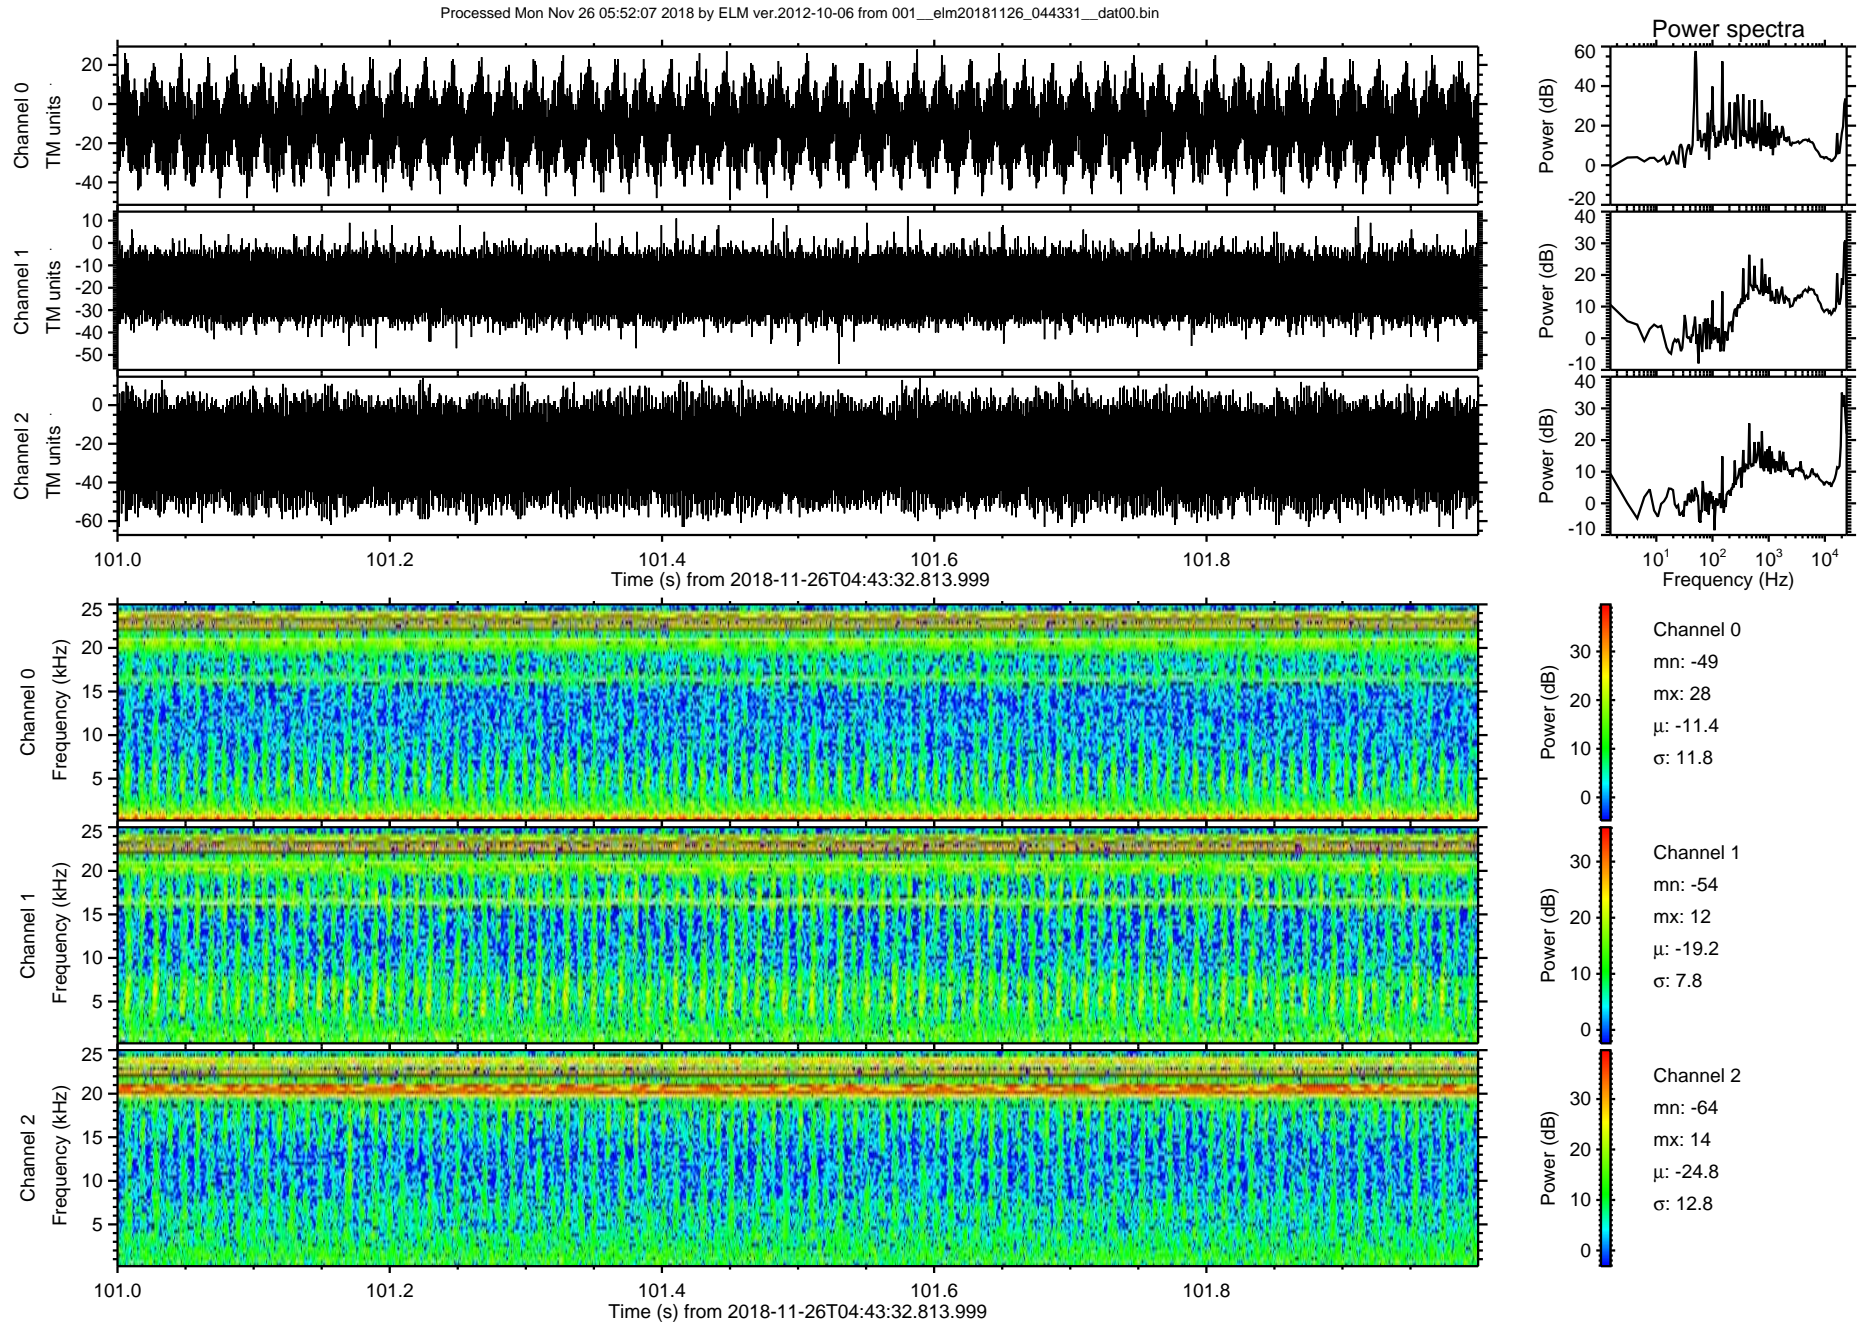 Processed Mon Nov 26 05:52:07 2018 by ELM ver.2012-10-06 from 001__elm20181126_044331__dat00.bin
Power spectra
Channel 0
TM units
20
0
-20
-40
Power (dB)
60
40
20
0
-20
Channel 1
TM units
10
0
-10
-20
-30
-40
-50
Power (dB)
40
30
20
10
0
-10
Channel 2
TM units
0
-20
-40
-60
Power (dB)
40
30
20
10
0
-10
101.0 101.2 101.4 101.6 101.8
Time (s) from 2018-11-26T04:43:32.813.999
10^1 10^2 10^3 10^4
Frequency (Hz)
Channel 0
Frequency (kHz)
25
20
15
10
5
Power (dB)
30
20
10
0
Channel 0
mn: -49
mx: 28
μ: -11.4
σ: 11.8
Channel 1
Frequency (kHz)
25
20
15
10
5
Power (dB)
30
20
10
0
Channel 1
mn: -54
mx: 12
μ: -19.2
σ: 7.8
Channel 2
Frequency (kHz)
25
20
15
10
5
Power (dB)
30
20
10
0
Channel 2
mn: -64
mx: 14
μ: -24.8
σ: 12.8
101.0 101.2 101.4 101.6 101.8
Time (s) from 2018-11-26T04:43:32.813.999